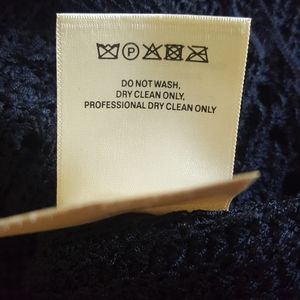 P
DO NOT WASH,
DRY CLEAN ONLY,
PROFESSIONAL DRY CLEAN ONLY